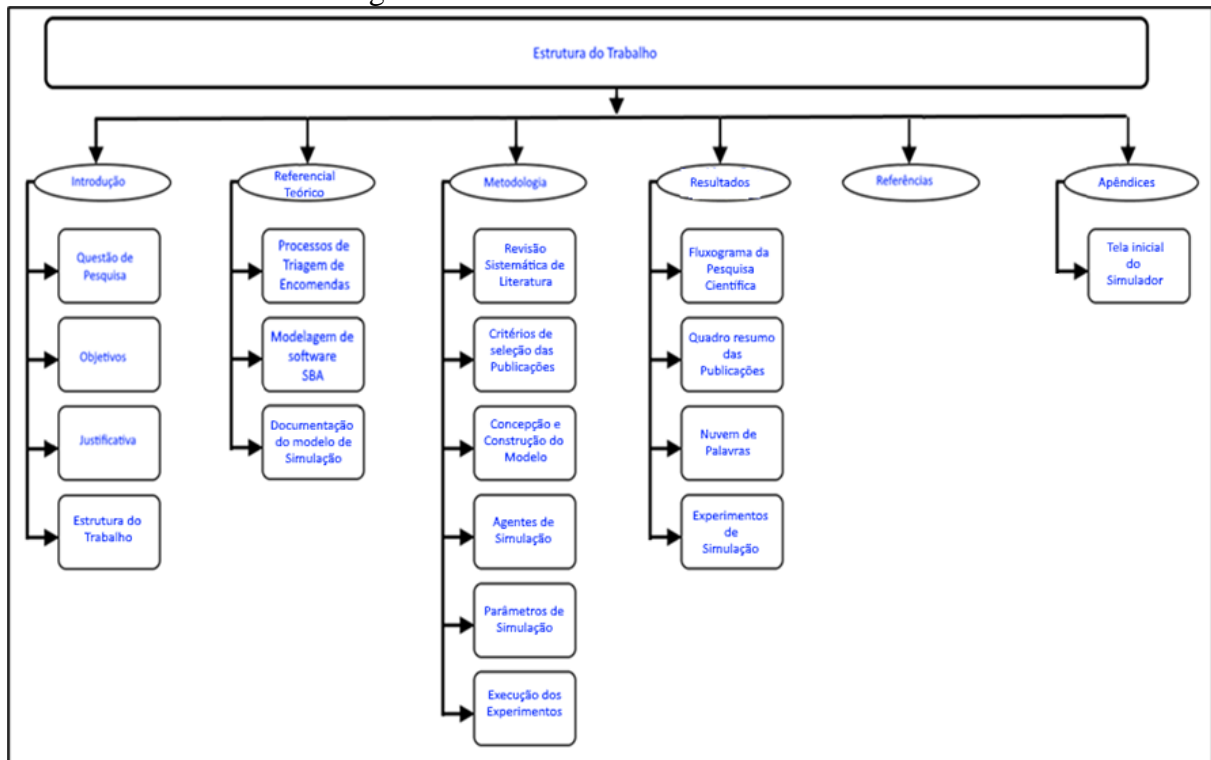 Estrutura do Trabalho
Introdução
Questão de
Pesquisa
Objetivos
Justificativa
Estrutura do
Trabalho
Referencial
Teórico
Processos de
Triagem de
Encomendas
Modelagem de
software
SBA
Documentação
do modelo de
Simulação
Metodologia
Revisão
Sistemática de
Literatura
Critérios de
seleção das
Publicações
Concepção e
Construção do
Modelo
Agentes de
Simulação
Parâmetros de
Simulação
Execução dos
Experimentos
Resultados
Fluxograma da
Pesquisa
Científica
Quadro resumo
das
Publicações
Nuvem de
Palavras
Experimentos
de
Simulação
Referências
Apêndices
Tela inicial
do
Simulador